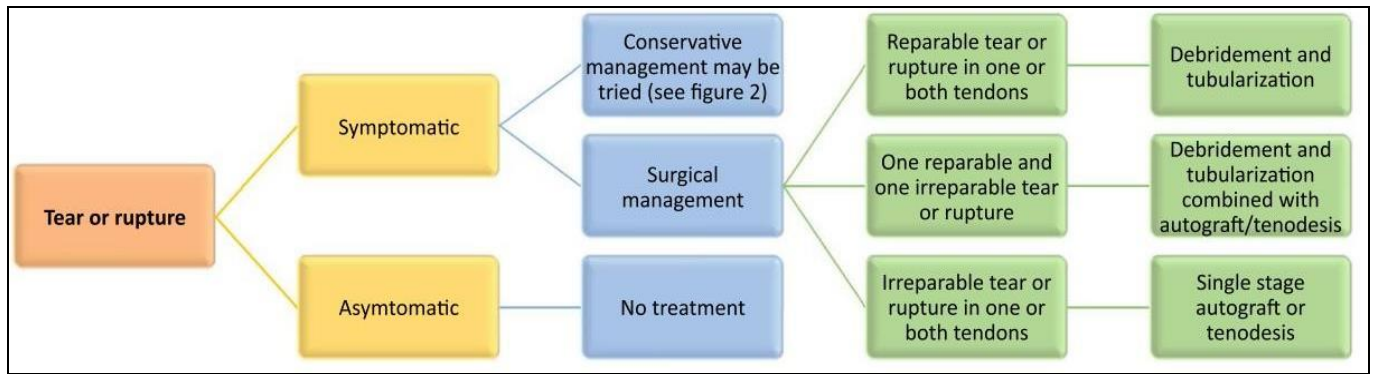 Tear or rupture
Symptomatic
Asymtomatic
Conservative
management may be
tried (see figure 2)
Surgical
management
No treatment
Reparable tear or
rupture in one or
both tendons
One reparable and
one irreparable tear
or rupture
Irreparable tear or
rupture in one or
both tendons
Debridement and
tubularization
Debridement and
tubularization
combined with
autograft/tenodesis
Single stage
autograft or
tenodesis